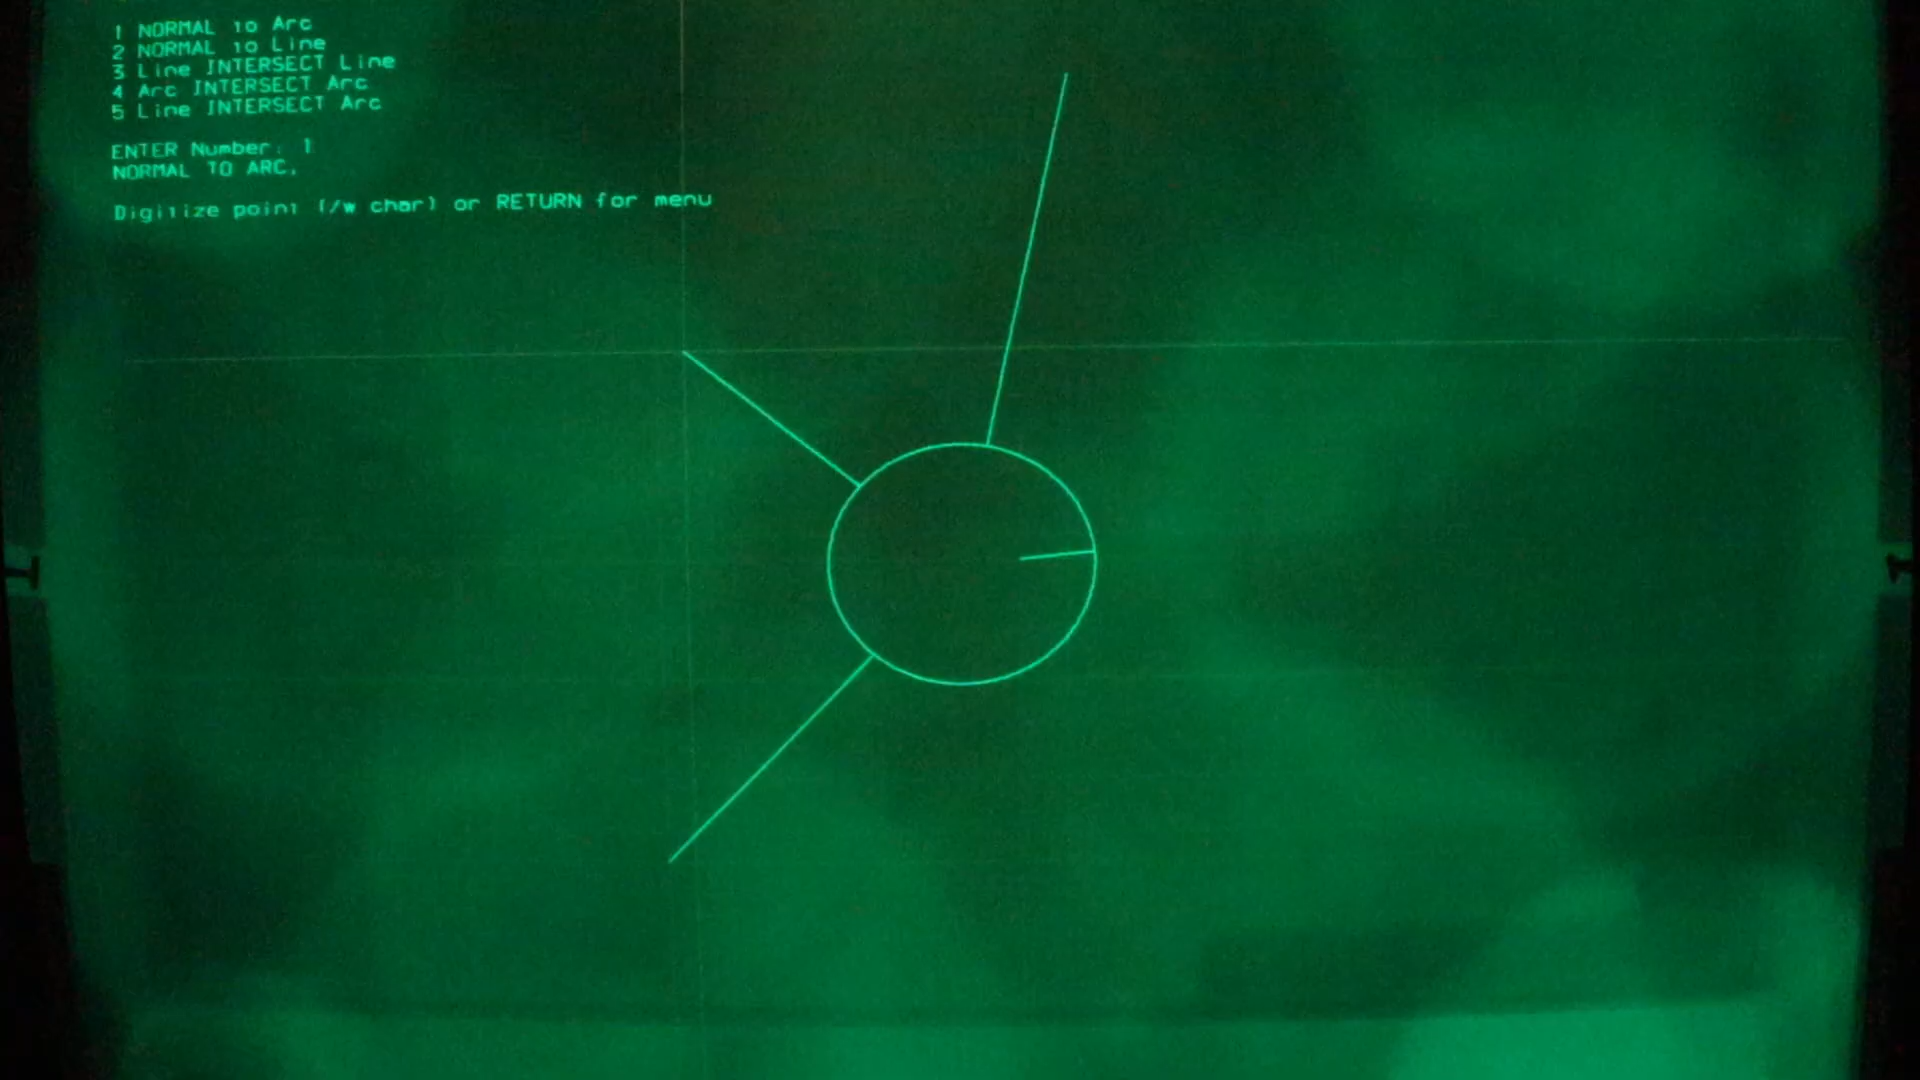 1 NORMAL to Arc
2 NORMAL to Line
3 Line INTERSECT Line
4 Arc INTERSECT Arc
5 Line INTERSECT Arc
ENTER Number: 1
NORMAL TO ARC,
Digitize point (/w char) or RETURN for menu